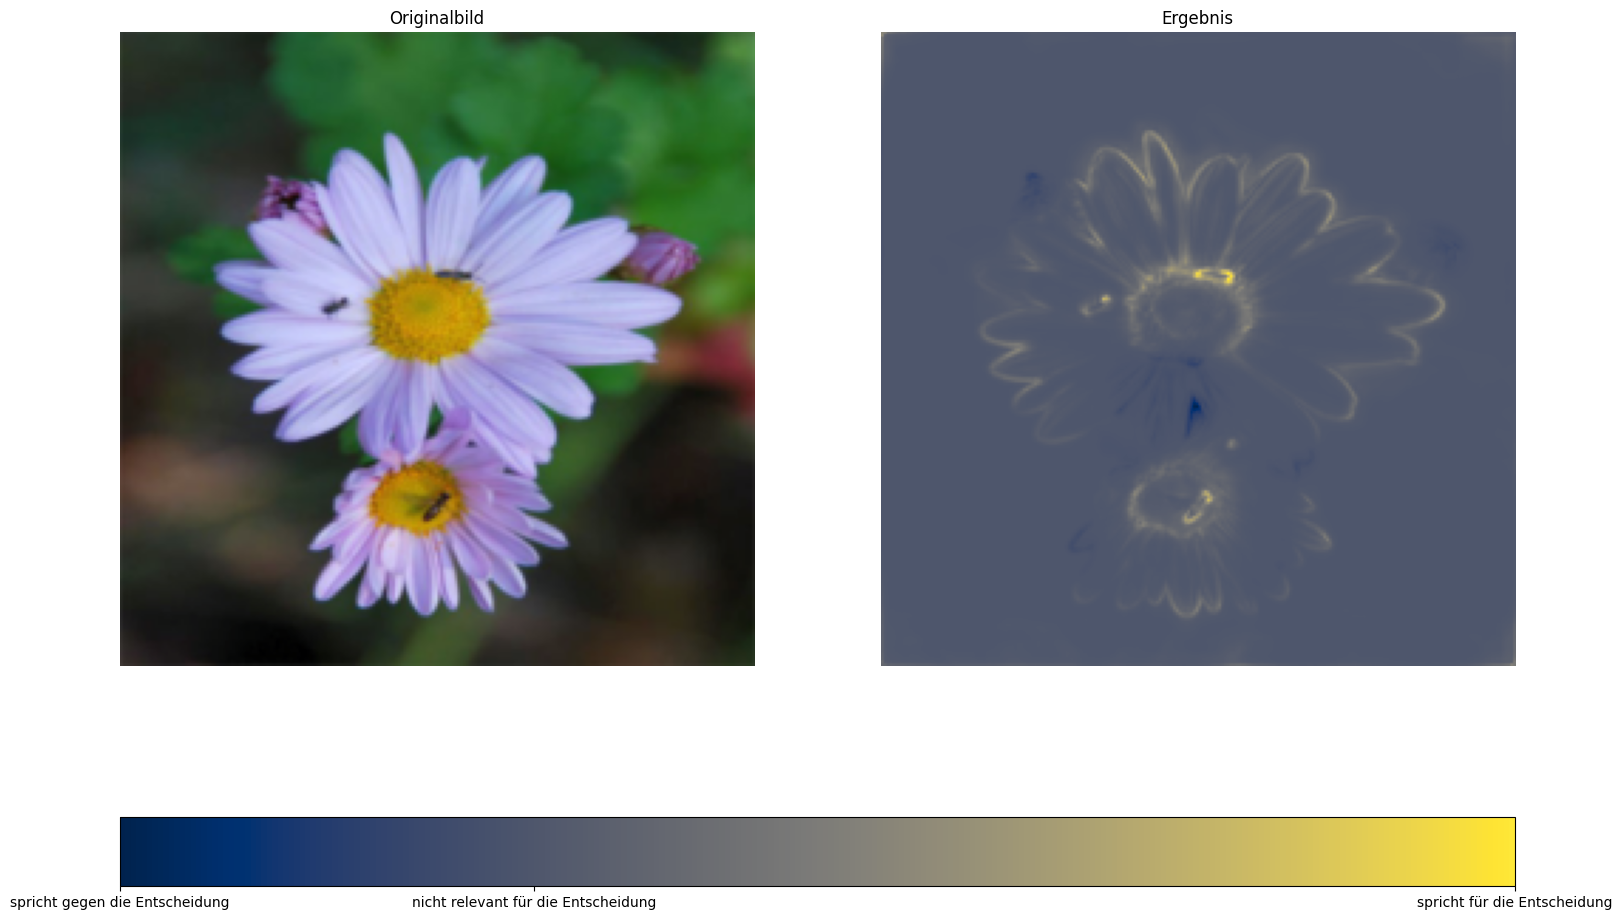 Originalbild
Ergebnis
spricht gegen die Entscheidung
nicht relevant für die Entscheidung
spricht für die Entscheidung